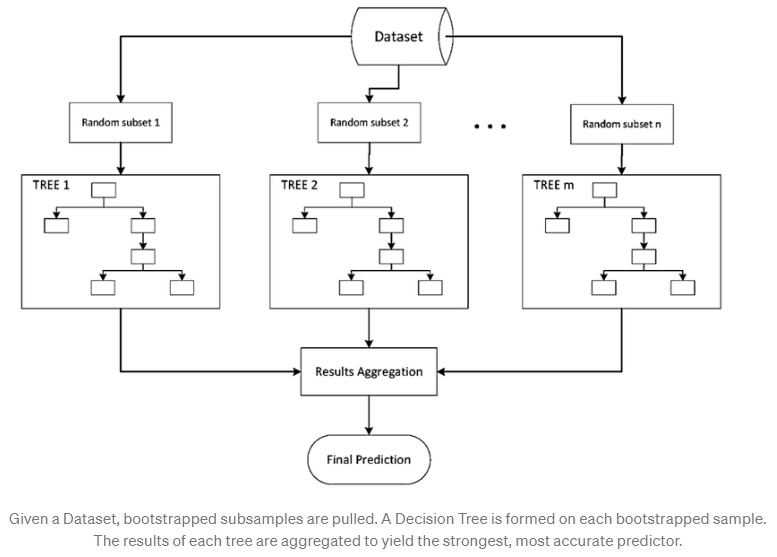 Dataset
Random subset 1
Random subset 2
...
Random subset n
TREE 1
TREE 2
TREE m
Results Aggregation
Final Prediction
Given a Dataset, bootstrapped subsamples are pulled. A Decision Tree is formed on each bootstrapped sample.
The results of each tree are aggregated to yield the strongest, most accurate predictor.